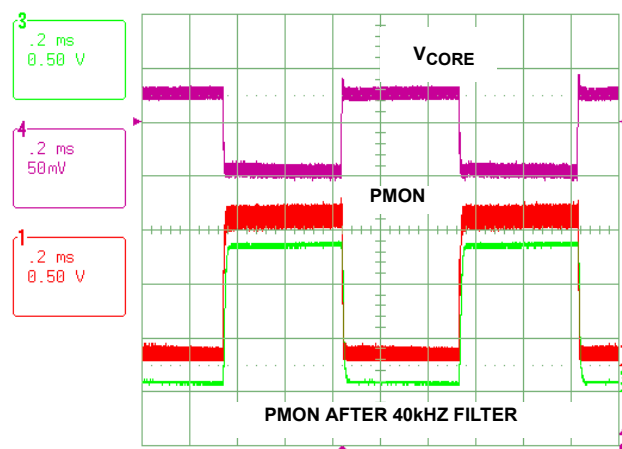 3
.2 ms
0.50 V
4
.2 ms
50mV
1
.2 ms
0.50 V
VCORE
PMON
PMON AFTER 40kHZ FILTER